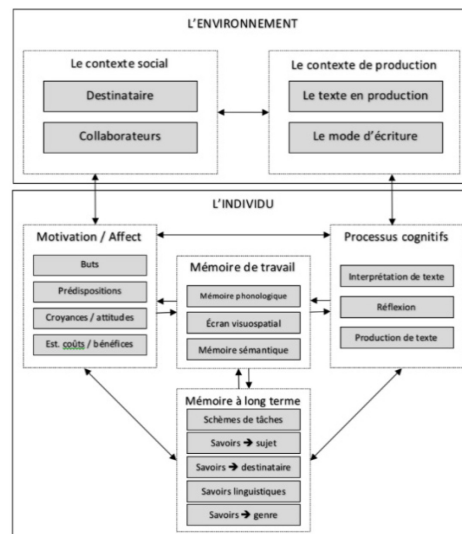 L'ENVIRONNEMENT
Le contexte social
Destinataire
Collaborateurs
Le contexte de production
Le texte en production
Le mode d'écriture
L'INDIVIDU
Motivation / Affect
Buts
Prédispositions
Croyances / attitudes
Est. coûts / bénéfices
Mémoire de travail
Mémoire phonologique
Écran visuospatial
Mémoire sémantique
Processus cognitifs
Interprétation de texte
Réflexion
Production de texte
Mémoire à long terme
Schèmes de tâches
Savoirs ➔ sujet
Savoirs ➔ destinataire
Savoirs linguistiques
Savoirs ➔ genre